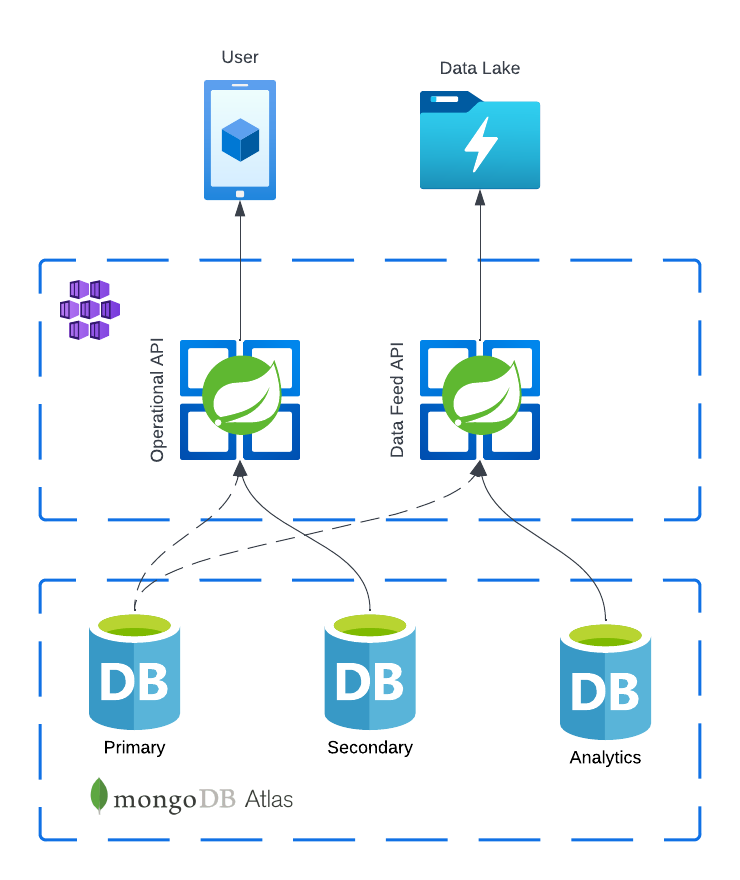 User
Data Lake
Operational API
Data Feed API
DB
DB
DB
Primary
Secondary
Analytics
mongoDB Atlas